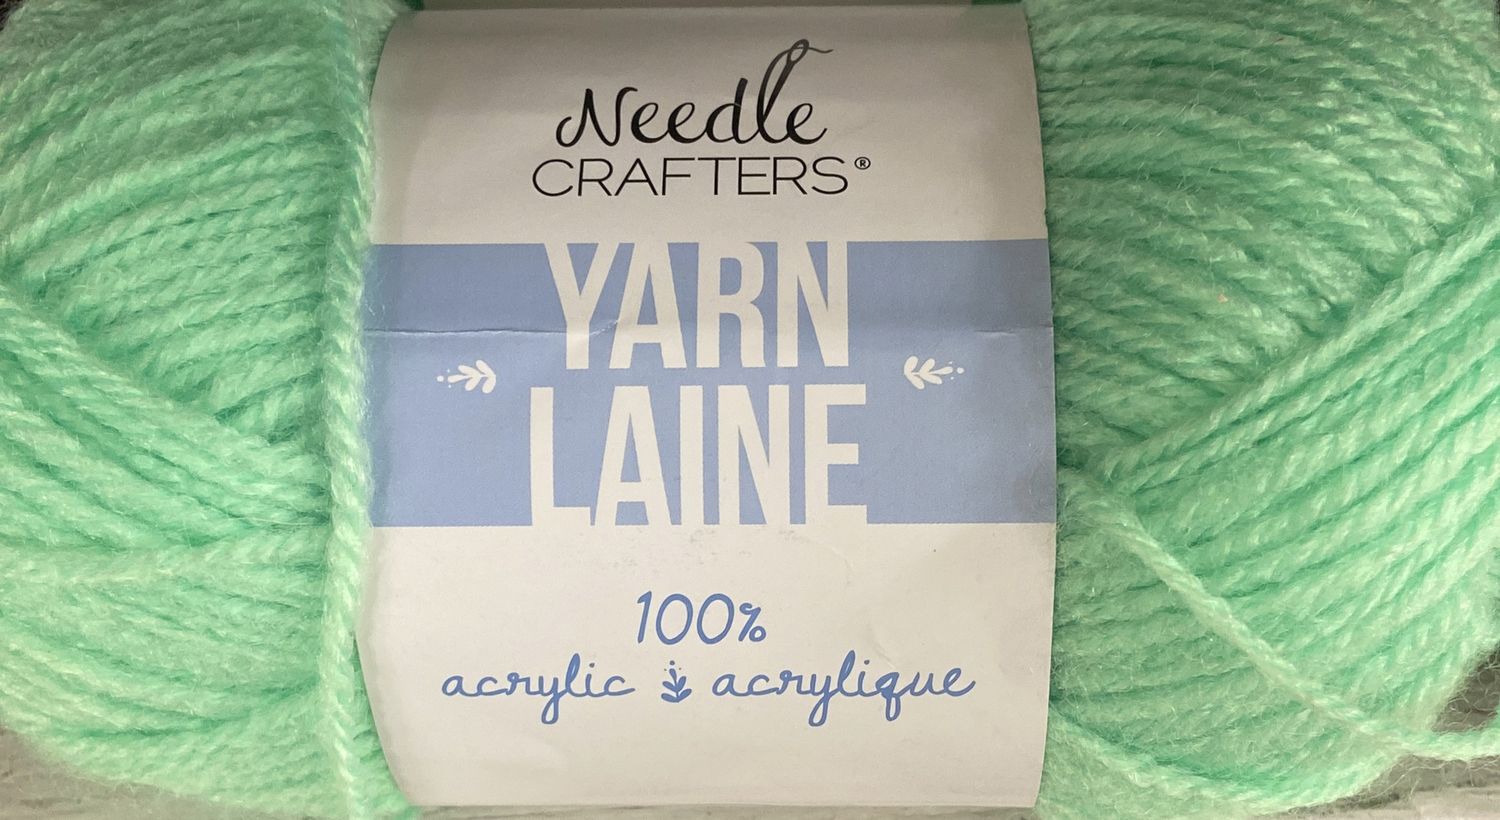 Needle
CRAFTERS®
YARN
LAINE
100%
acrylic acrylique